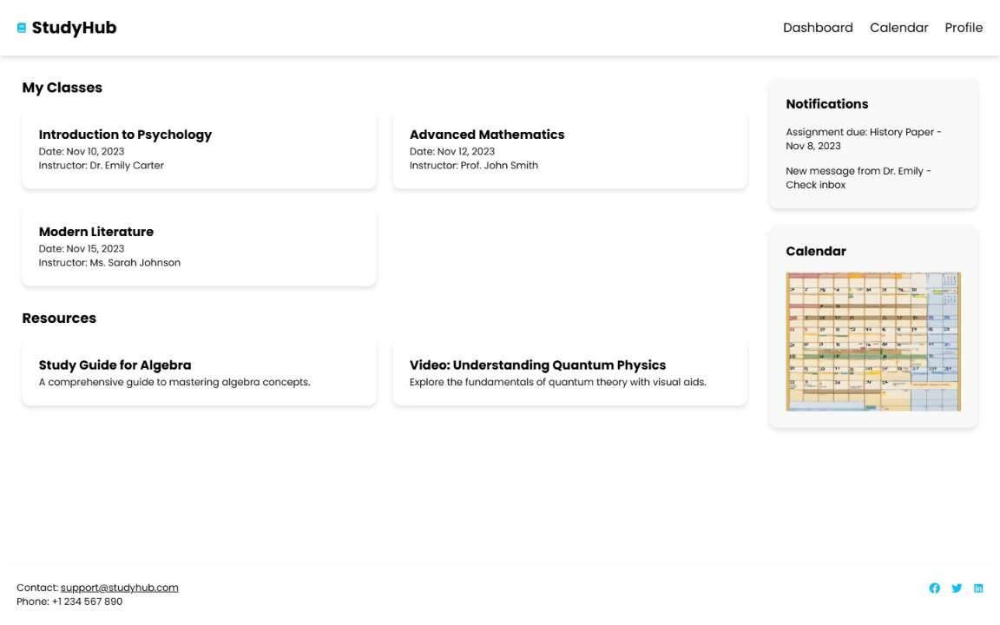 StudyHub
Dashboard Calendar Profile
My Classes
Introduction to Psychology
Date: Nov 10, 2023
Instructor: Dr. Emily Carter
Advanced Mathematics
Date: Nov 12, 2023
Instructor: Prof. John Smith
Modern Literature
Date: Nov 15, 2023
Instructor: Ms. Sarah Johnson
Resources
Study Guide for Algebra
A comprehensive guide to mastering algebra concepts.
Video: Understanding Quantum Physics
Explore the fundamentals of quantum theory with visual aids.
Notifications
Assignment due: History Paper -
Nov 8, 2023
New message from Dr. Emily -
Check inbox
Calendar
Contact: support@studyhub.com
Phone: +1 234 567 890